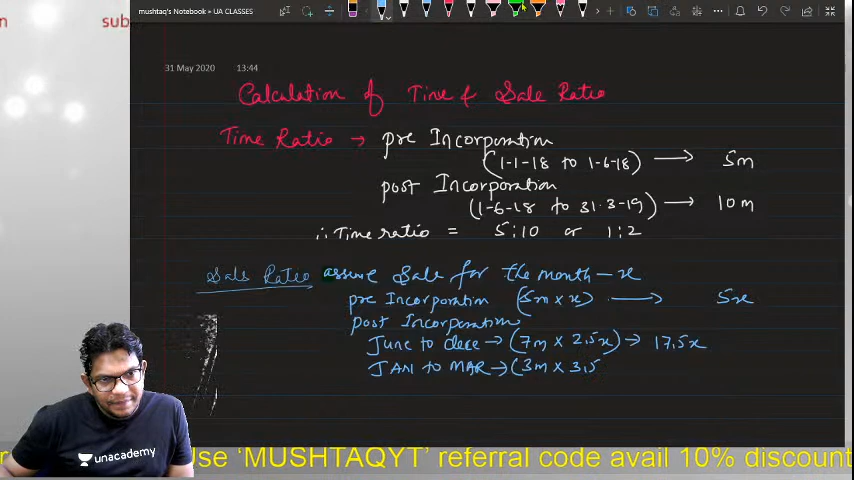 n
sub
mushtaq's Notebook » UA CLASSES
31 May 2020 13:44
Calculation of Time & Sale Ratio
Time Ratio → pre Incorporation
(1-1-18 to 1-6-18) → 5m
post Incorporation
(1-6-18 to 31.3-19) → 10m
∴ Time ratio = 5:10 or 1:2
Sals Ratio assume Sale for the month - x
pre Incorporation (5m × x) → 5x
post Incorporation
June to dece → (7m × 2.5x) → 17.5x
JAN to MAR → (3m × 3.5
unacademy
Use 'MUSHTAQYT' referral code avail 10% discount